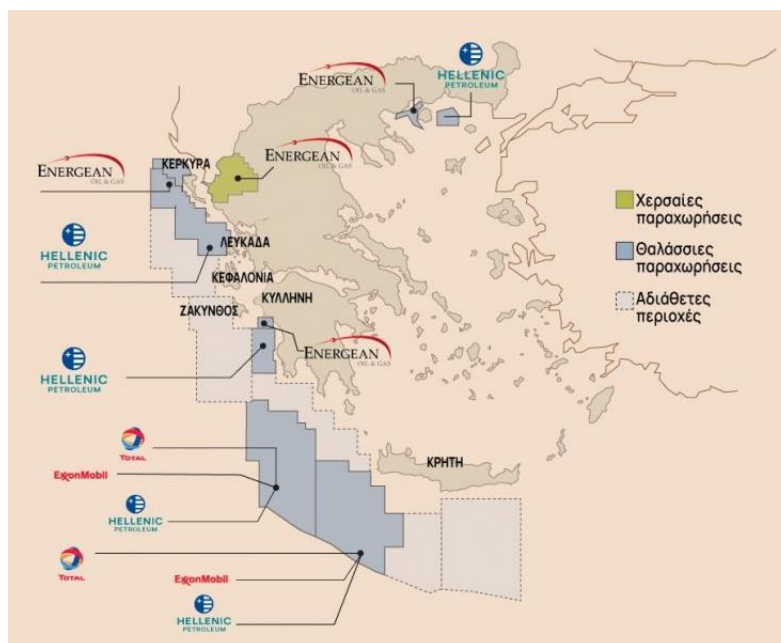 ENERGEAN
OIL & GAS
HELLENIC
PETROLEUM
ENERGEAN
OIL & GAS
ΚΕΡΚΥΡΑ
ENERGEAN
OIL & GAS
Χερσαίες
παραχωρήσεις
HELLENIC
PETROLEUM
ΛΕΥΚΑΔΑ
Θαλάσσιες
παραχωρήσεις
ΚΕΦΑΛΟΝΙΑ
ΖΑΚΥΝΘΟΣ
ΚΥΛΛΗΝΗ
Αδιάθετες
περιοχές
ENERGEAN
OIL & GAS
HELLENIC
PETROLEUM
TOTAL
ExxonMobil
HELLENIC
PETROLEUM
ΚΡΗΤΗ
TOTAL
ExxonMobil
HELLENIC
PETROLEUM